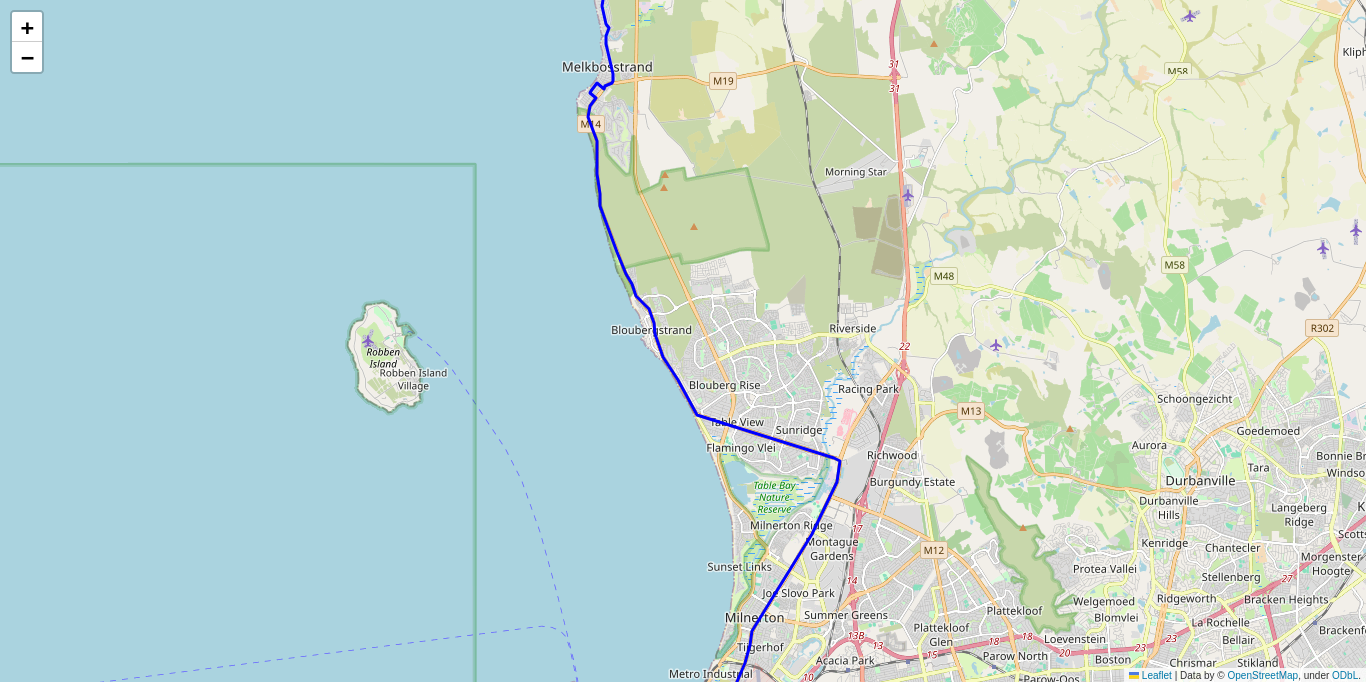 +
−
Melkbosstrand
M19
31
31
M58
Kliph
M14
Morning Star
M58
M48
Bloubergstrand
Riverside
R302
22
Robben
Island
Robben Island
Village
Blouberg Rise
Racing Park
Schoongezicht
M13
Table View
Sunridge
Goedemoed
Flamingo Vlei
Richwood
Aurora
Bonnie Br
Tara
Windso
Table Bay
Nature
Reserve
Burgundy Estate
Durbanville
Durbanville
Hills
Langeberg
Ridge
K
Milnerton Ridge
17
Scotts
Montague
Gardens
M12
Kenridge
Chantecler
Morgenster
Hoogte
Sunset Links
Protea Vallei
Stellenberg
27
14
Joe Slovo Park
Welgemoed
Ridgeworth
Bracken Heights
Milnerton
Summer Greens
Plattekloof
Blomvlei
La Rochelle
Plattekloof
Glen
Brackenfe
13B
18
18
Loevenstein
23
Bellair
Tijgerhof
15
Parow North
20
Acacia Park
Boston
Chrismar
Stikland
Metro Industrial
10
Parow-Oos
23
Leaflet | Data by © OpenStreetMap, under ODbL.